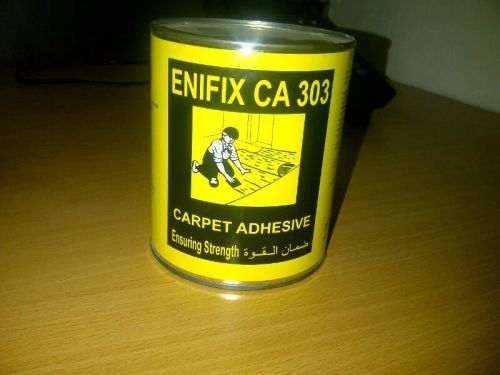 ENIFIX CA 303
CARPET ADHESIVE
Ensuring Strength ضمان القوة